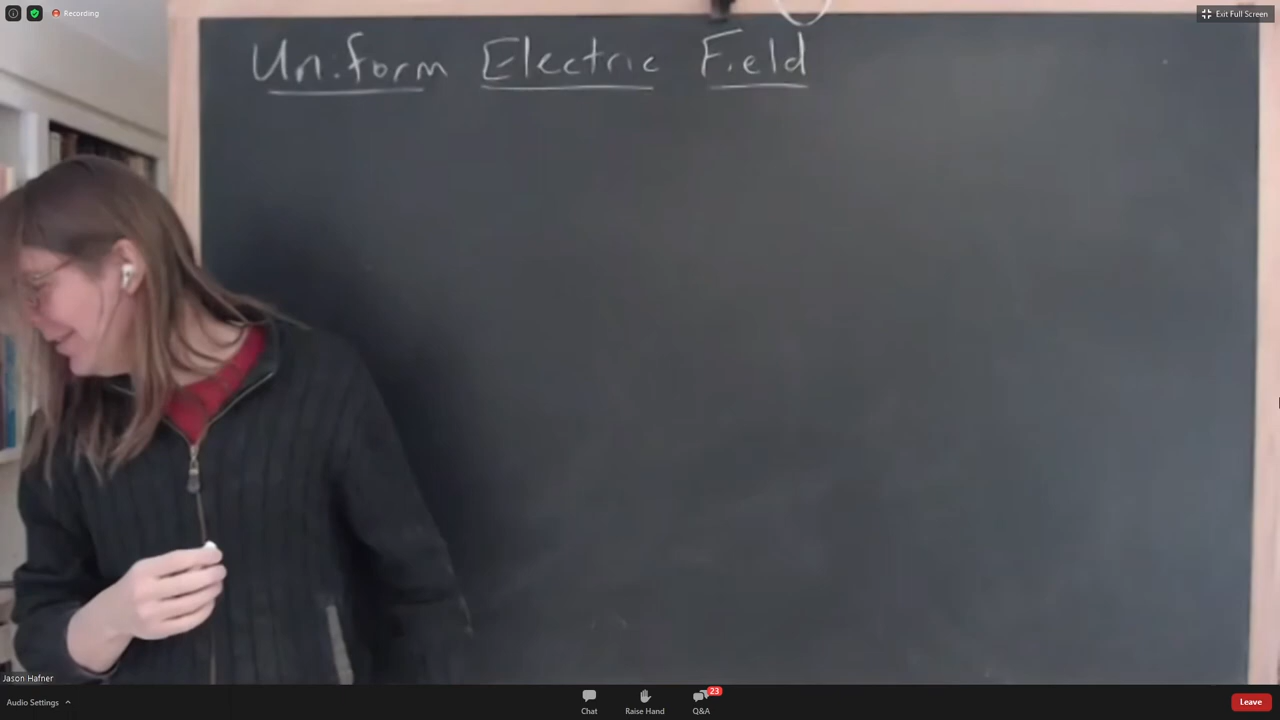 Recording
Exit Full Screen
Uniform Electric Field
Jason Hafner
Audio Settings
Chat
Raise Hand
23
Q&A
Leave